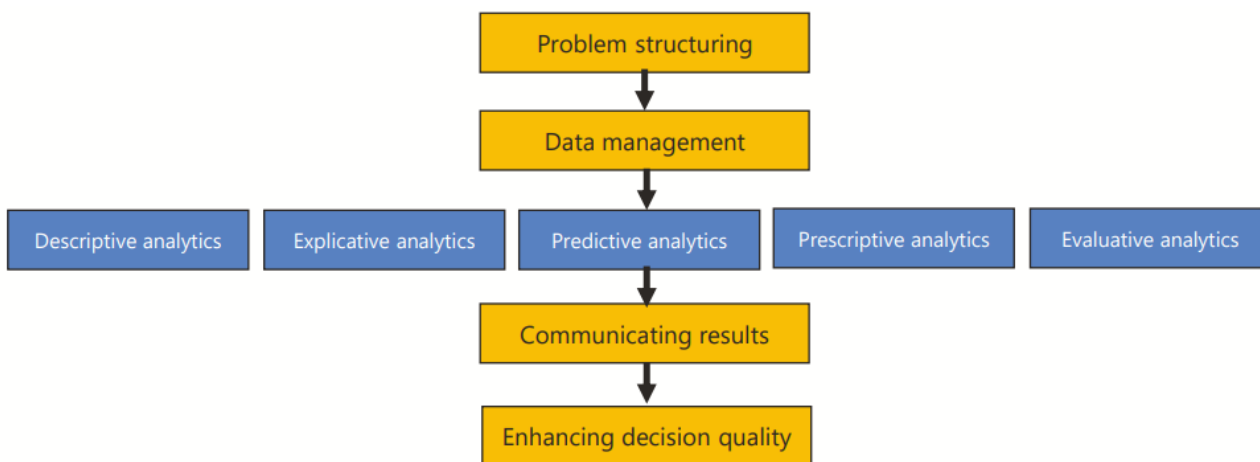 Problem structuring
Data management
Descriptive analytics
Explicative analytics
Predictive analytics
Prescriptive analytics
Evaluative analytics
Communicating results
Enhancing decision quality